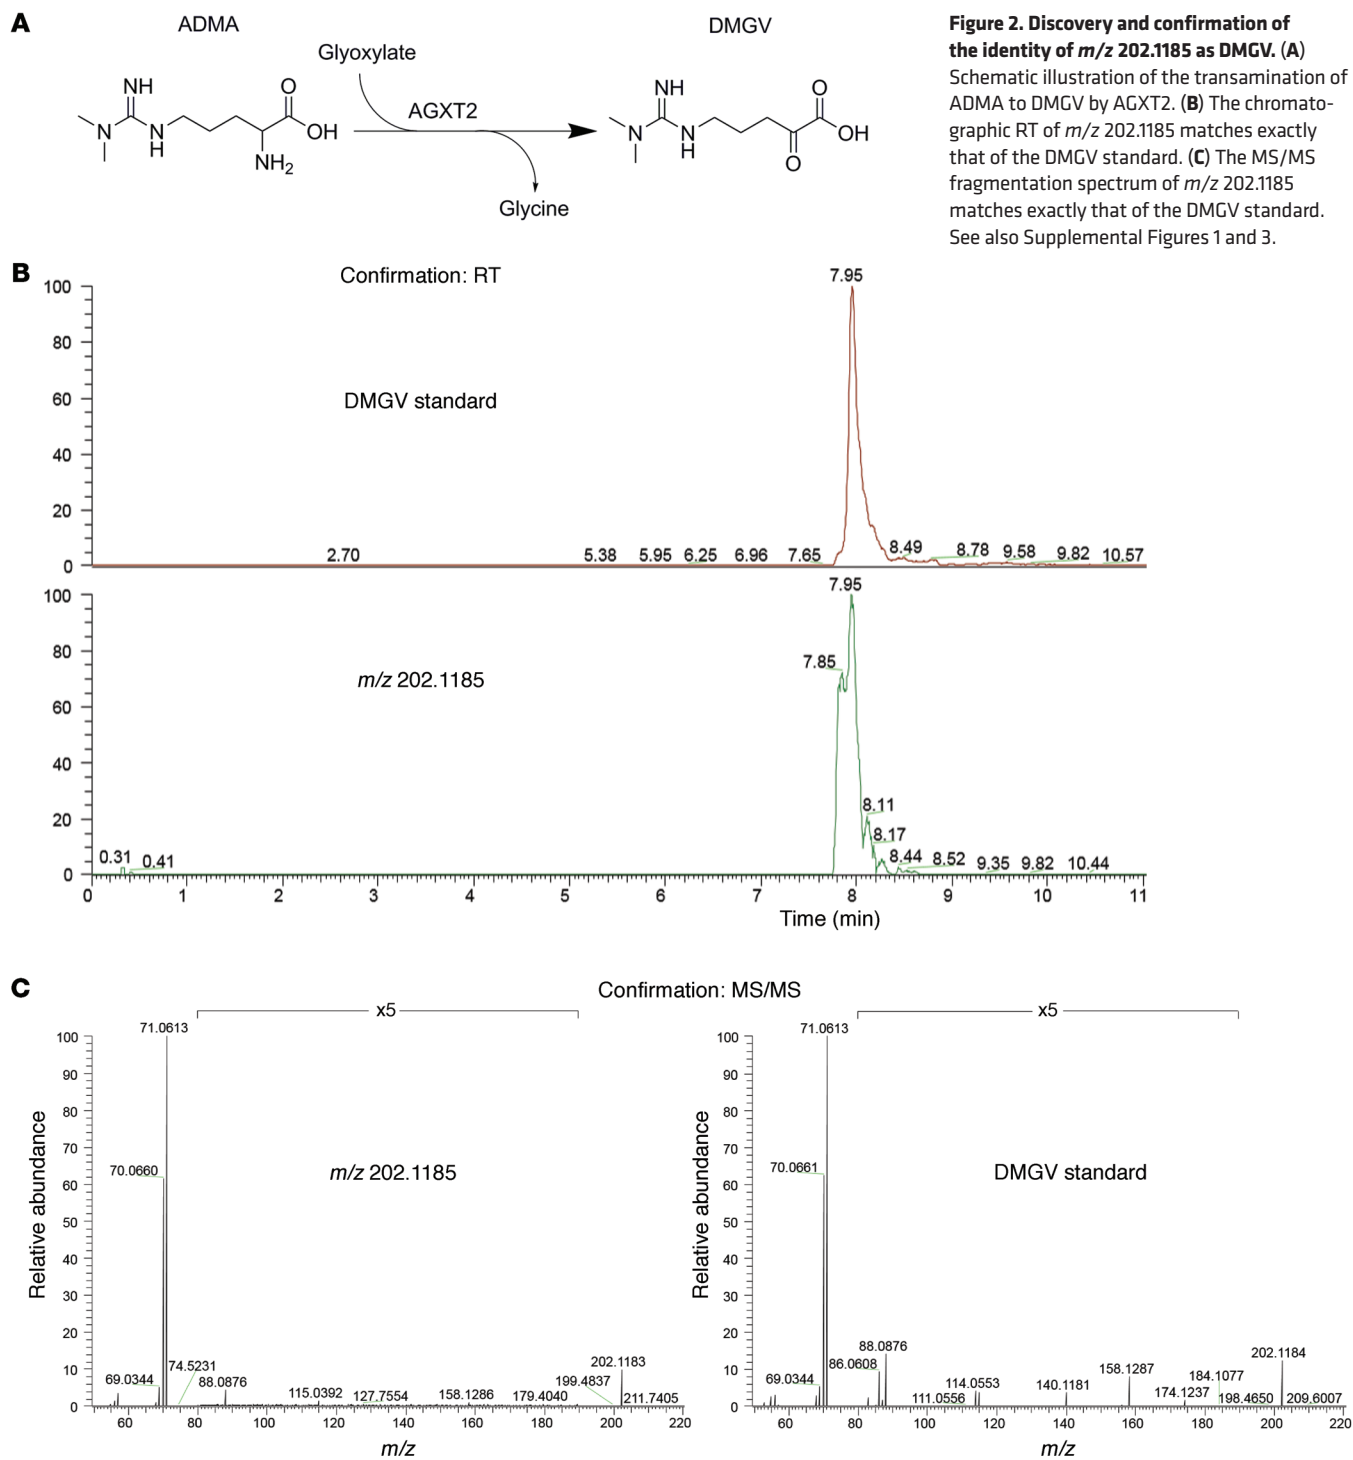 A
ADMA
DMGV
Glyoxylate
AGXT2
Glycine
NH
N
N
H
O
OH
NH2
NH
N
N
H
O
OH
O
Figure 2. Discovery and confirmation of
the identity of m/z 202.1185 as DMGV. (A)
Schematic illustration of the transamination of
ADMA to DMGV by AGXT2. (B) The chromato-
graphic RT of m/z 202.1185 matches exactly
that of the DMGV standard. (C) The MS/MS
fragmentation spectrum of m/z 202.1185
matches exactly that of the DMGV standard.
See also Supplemental Figures 1 and 3.
B
Confirmation: RT
7.95
100
80
60
40
20
0
DMGV standard
2.70 5.38 5.95 6.25 6.96 7.65 8.49 8.78 9.58 9.82 10.57
7.95
100
80
60
40
20
0
m/z 202.1185
7.85
8.11
8.17
0.31 0.41 8.44 8.52 9.35 9.82 10.44
0 1 2 3 4 5 6 7 8 9 10 11
Time (min)
C
Confirmation: MS/MS
x5
71.0613
100
90
80
70
60
50
40
30
20
10
0
Relative abundance
70.0660
m/z 202.1185
69.0344
74.5231
88.0876
115.0392
127.7554
158.1286
179.4040
199.4837
202.1183
211.7405
60 80 100 120 140 160 180 200 220
m/z
x5
71.0613
100
90
80
70
60
50
40
30
20
10
0
Relative abundance
70.0661
DMGV standard
69.0344
86.0608
88.0876
111.0556
114.0553
140.1181
158.1287
174.1237
184.1077
198.4650
202.1184
209.6007
60 80 100 120 140 160 180 200 220
m/z